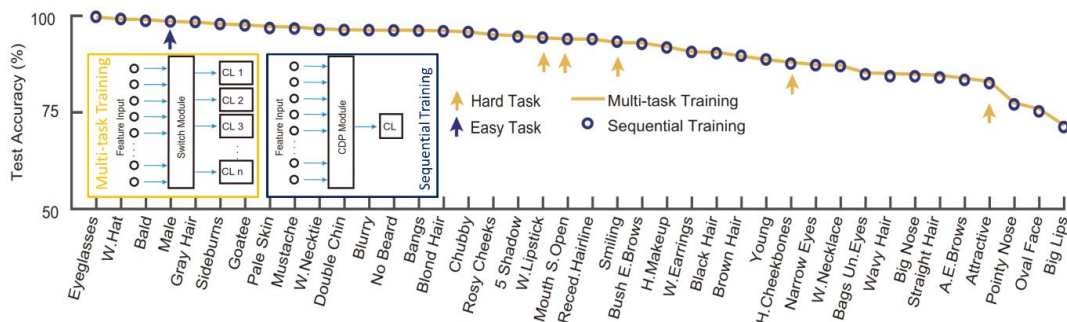 Test Accuracy (%)
100
75
50
Multi-task Training
Feature Input
Switch Module
CL 1
CL 2
CL 3
CL n
Feature Input
CDP Module
CL
Sequential Training
Hard Task
Easy Task
Multi-task Training
Sequential Training
Eyeglasses
W.Hat
Bald
Male
Gray Hair
Sideburns
Goatee
Pale Skin
Mustache
W.Necktie
Double Chin
Blurry
No Beard
Bangs
Blond Hair
Chubby
Rosy Cheeks
5 Shadow
W.Lipstick
Mouth S.Open
Reced.Hairline
Smiling
Bush E.Brows
H.Makeup
W.Earrings
Black Hair
Brown Hair
Young
H.Cheekbones
Narrow Eyes
W.Necklace
Bags Un.Eyes
Wavy Hair
Big Nose
Straight Hair
A.E.Brows
Attractive
Pointy Nose
Oval Face
Big Lips